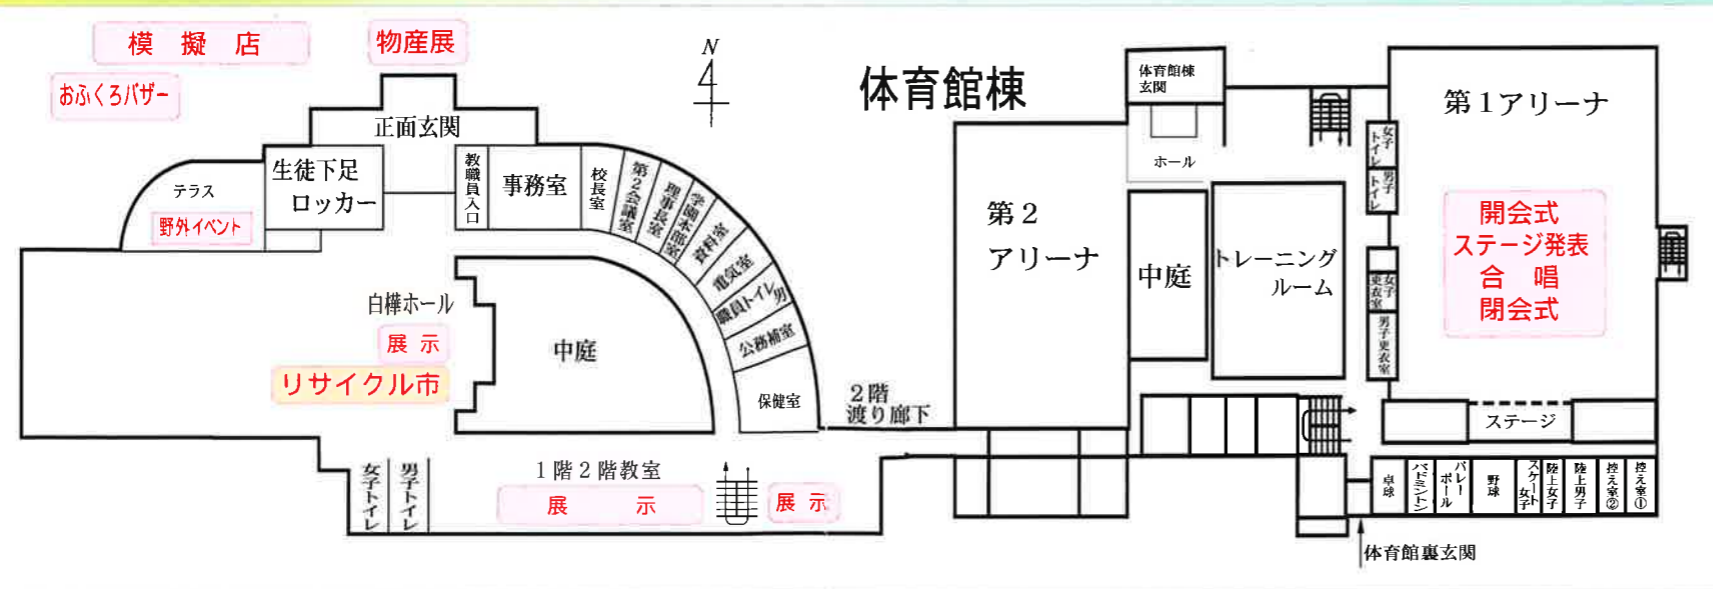 模 擬 店
物産展
おふくろバザー
N
体育館棟
体育館棟
玄関
第1アリーナ
正面玄関
ホール
女子トイレ
男子トイレ
テラス
野外イベント
生徒下足
ロッカー
教職員入口
事務室
校長室
第2会議室
理事長室
学園本部室
資料室
電気室
職員トイレ男
公務補室
保健室
第2
アリーナ
中庭
トレーニング
ルーム
開会式
ステージ発表
合 唱
閉会式
女子更衣室
男子更衣室
白樺ホール
展 示
リサイクル市
中庭
2階
渡り廊下
ステージ
女子トイレ
男子トイレ
1階2階教室
展 示
展 示
卓球
バドミントン
バレーボール
野球
スケート女子
陸上女子
陸上男子
控え室②
控え室①
体育館裏玄関